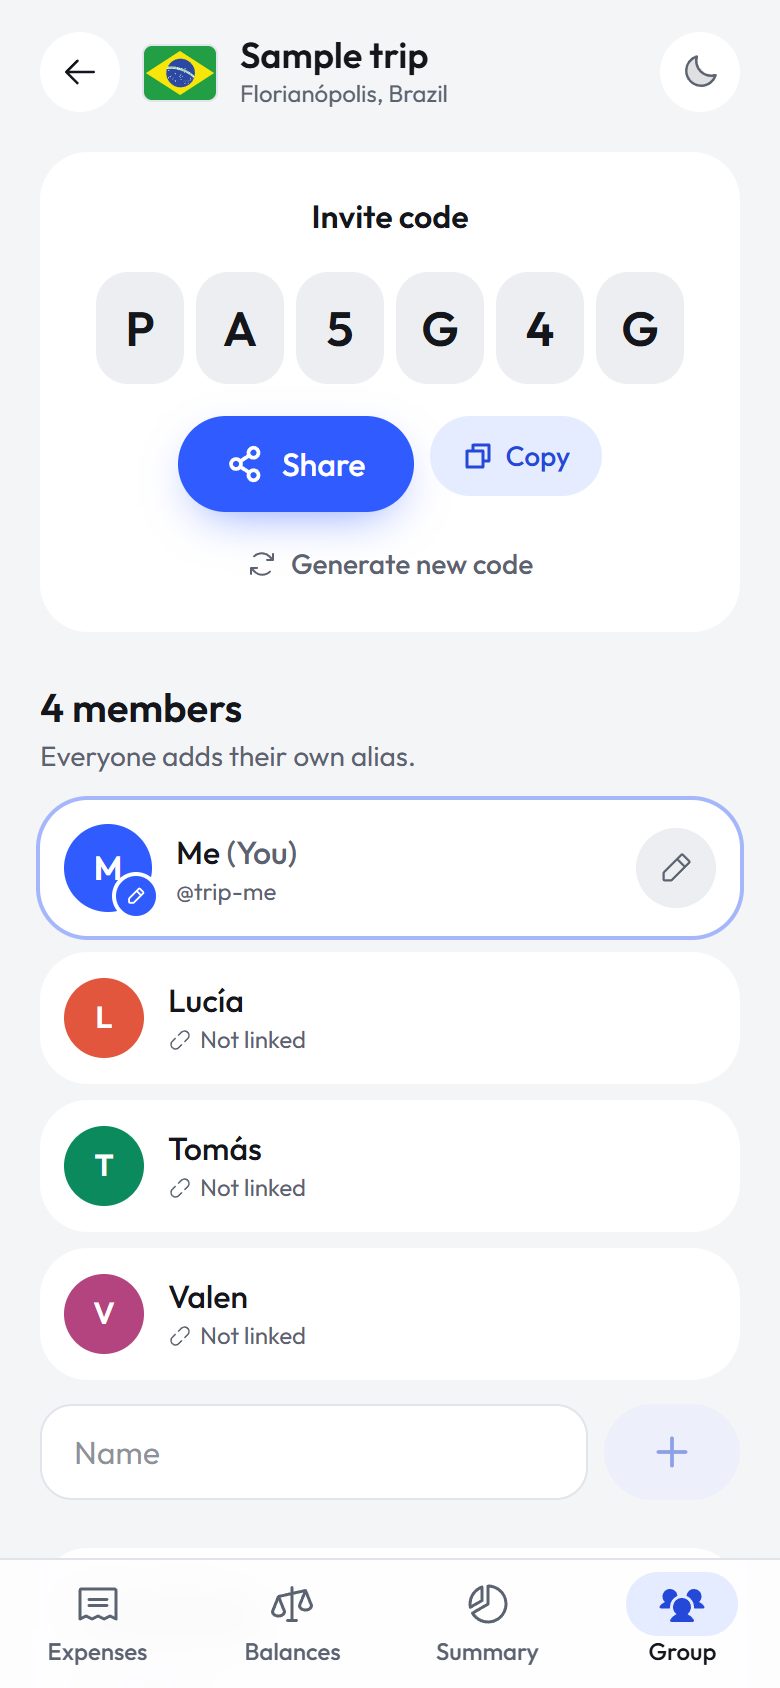 Sample trip
Florianópolis, Brazil
Invite code
P A 5 G 4 G
Share
Copy
Generate new code
4 members
Everyone adds their own alias.
M
Me (You)
@trip-me
L
Lucía
Not linked
T
Tomás
Not linked
V
Valen
Not linked
Name
Expenses
Balances
Summary
Group